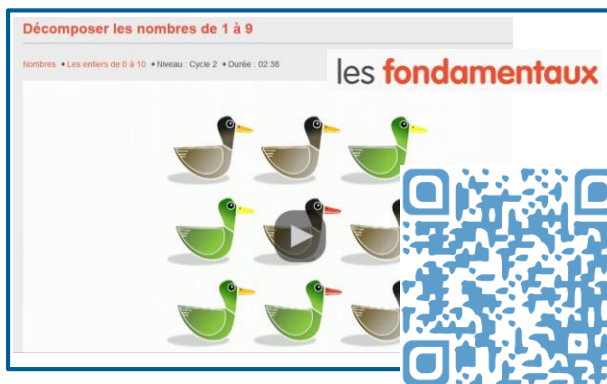 Décomposer les nombres de 1 à 9
Nombres • Les entiers de 0 à 10 • Niveau : Cycle 2 • Durée : 02:38
les fondamentaux